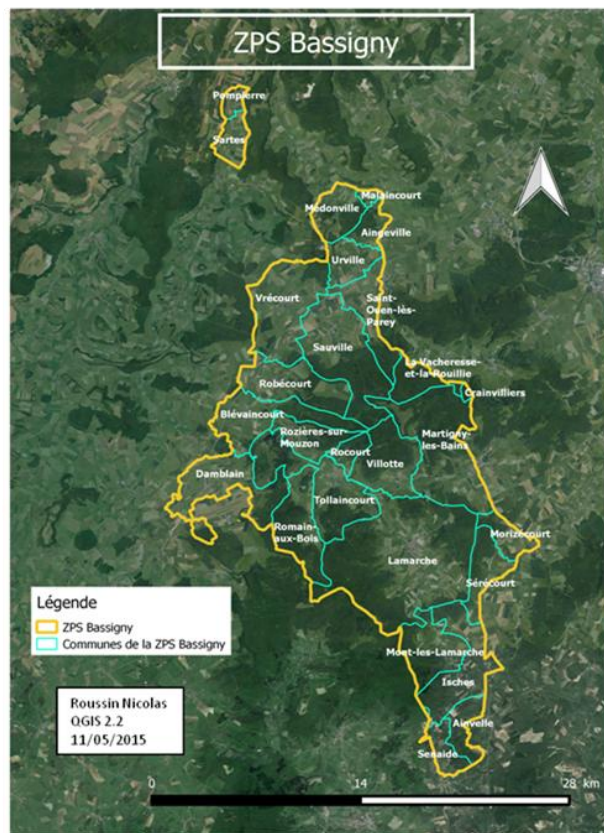 ZPS Bassigny
Pompierre
Sartes
Malaincourt
Médonville
Aingeville
Urville
Vrécourt
Saint-
Ouen-lès-
Parey
Sauville
La Vacheresse-
et-la-Rouillie
Robécourt
Crainvilliers
Blévaincourt
Rozières-sur-
Mouzon
Martigny-
les-Bains
Rocourt
Villotte
Damblain
Tollaincourt
Romain-
aux-Bois
Morizécourt
Lamarche
Sérécourt
Légende
ZPS Bassigny
Communes de la ZPS Bassigny
Mont-les-Lamarche
Isches
Roussin Nicolas
QGIS 2.2
11/05/2015
Ainvelle
Senaide
0 14 28 km